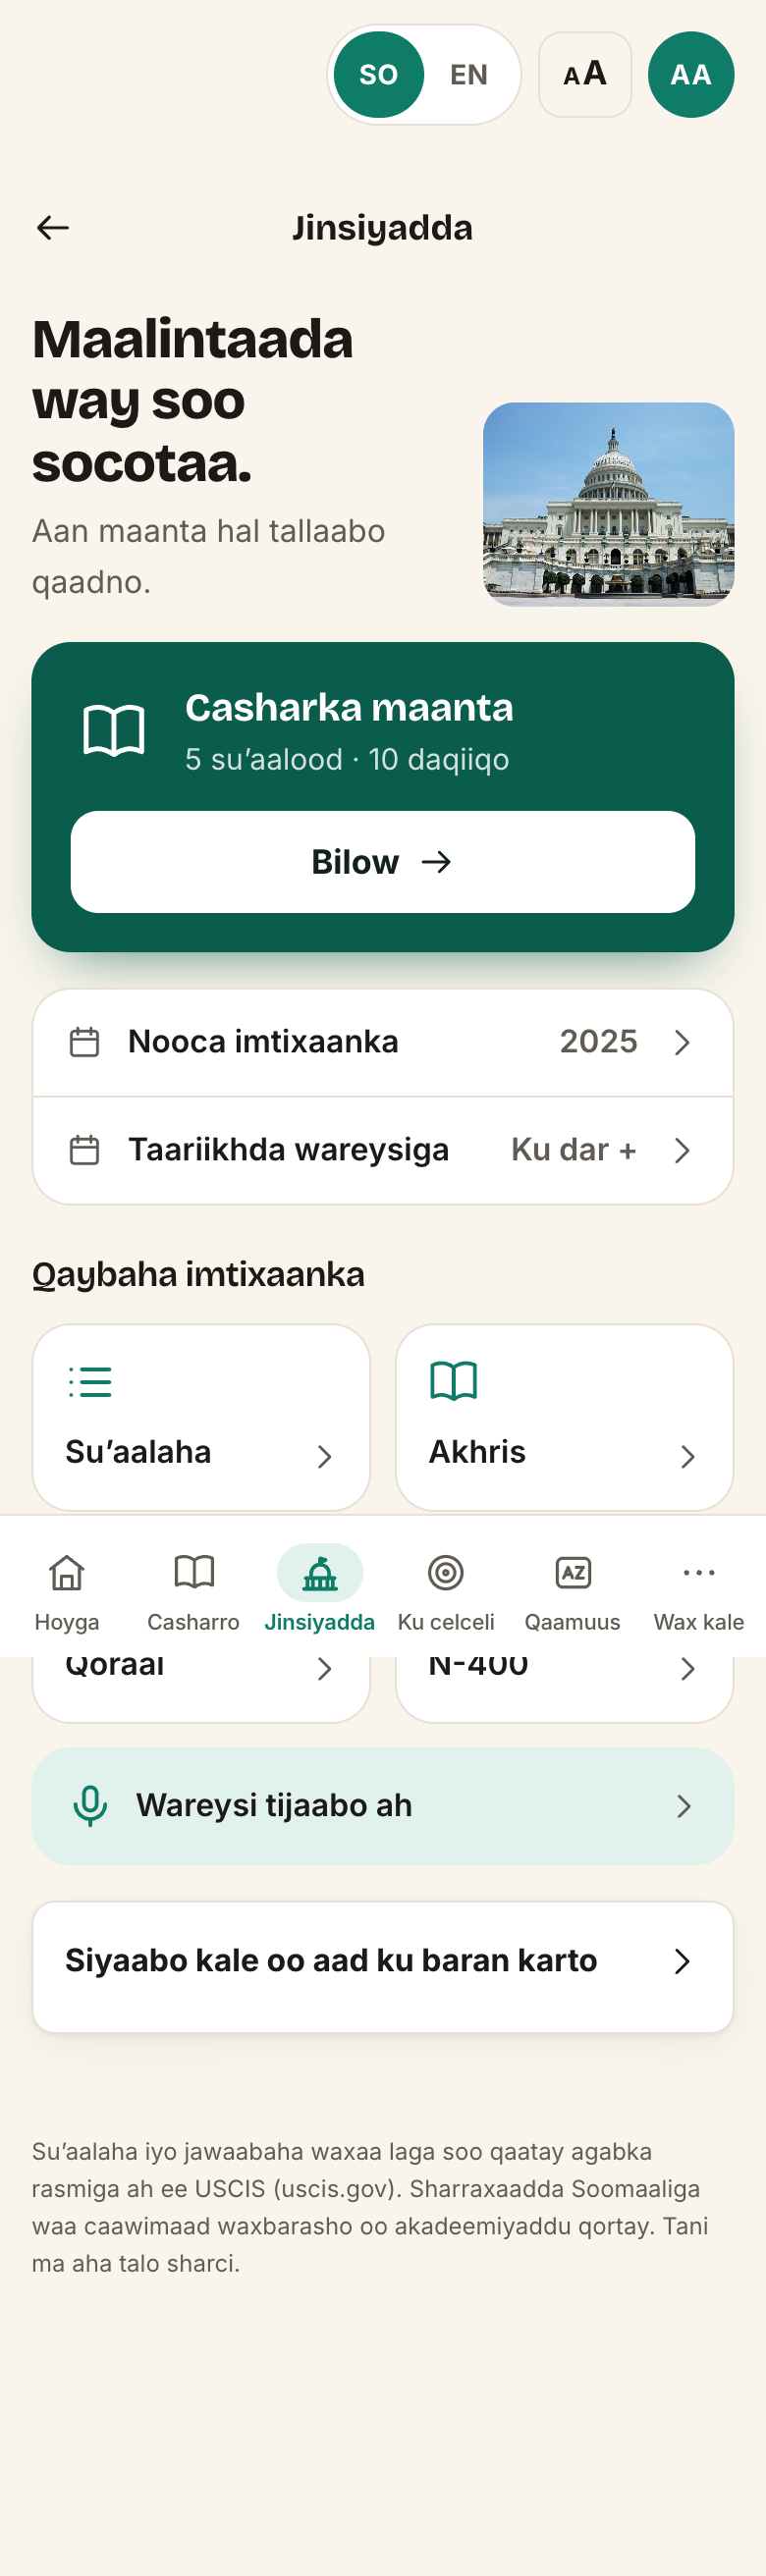 SO EN AA AA
Jinsiyadda
Maalintaada
way soo
socotaa.
Aan maanta hal tallaabo
qaadno.
Casharka maanta
5 su’aalood · 10 daqiiqo
Bilow →
Nooca imtixaanka 2025
Taariikhda wareysiga Ku dar +
Qaybaha imtixaanka
Su’aalaha
Akhris
Hoyga
Casharro
Jinsiyadda
Ku celceli
AZ
Qaamuus
Wax kale
Qoraal
N-400
Wareysi tijaabo ah
Siyaabo kale oo aad ku baran karto
Su’aalaha iyo jawaabaha waxaa laga soo qaatay agabka
rasmiga ah ee USCIS (uscis.gov). Sharraxaadda Soomaaliga
waa caawimaad waxbarasho oo akadeemiyaddu qortay. Tani
ma aha talo sharci.